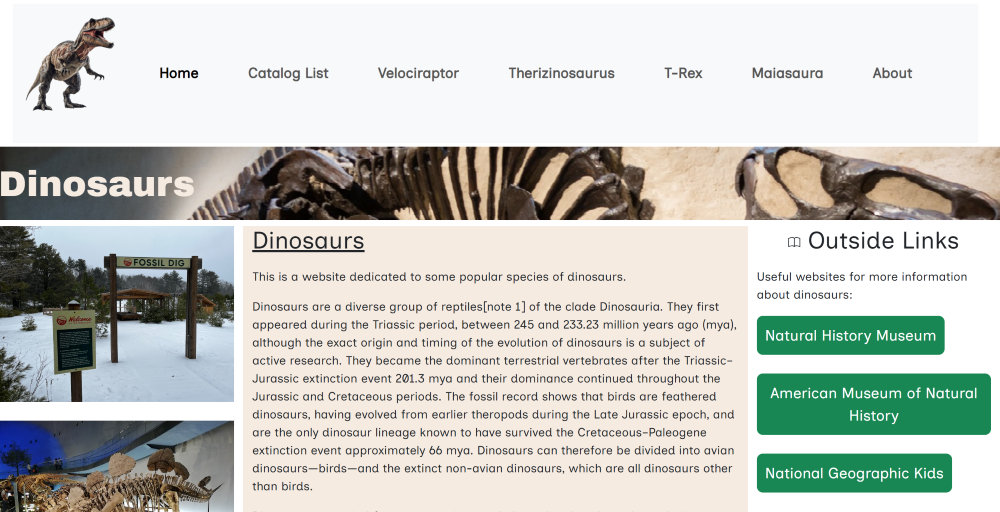 Home Catalog List Velociraptor Therizinosaurus T-Rex Maiasaura About
Dinosaurs
FOSSIL DIG
Welcome
Dinosaurs
This is a website dedicated to some popular species of dinosaurs.
Dinosaurs are a diverse group of reptiles[note 1] of the clade Dinosauria. They first
appeared during the Triassic period, between 245 and 233.23 million years ago (mya),
although the exact origin and timing of the evolution of dinosaurs is a subject of
active research. They became the dominant terrestrial vertebrates after the Triassic–
Jurassic extinction event 201.3 mya and their dominance continued throughout the
Jurassic and Cretaceous periods. The fossil record shows that birds are feathered
dinosaurs, having evolved from earlier theropods during the Late Jurassic epoch, and
are the only dinosaur lineage known to have survived the Cretaceous–Paleogene
extinction event approximately 66 mya. Dinosaurs can therefore be divided into avian
dinosaurs—birds—and the extinct non-avian dinosaurs, which are all dinosaurs other
than birds.
Outside Links
Useful websites for more information
about dinosaurs:
Natural History Museum
American Museum of Natural
History
National Geographic Kids